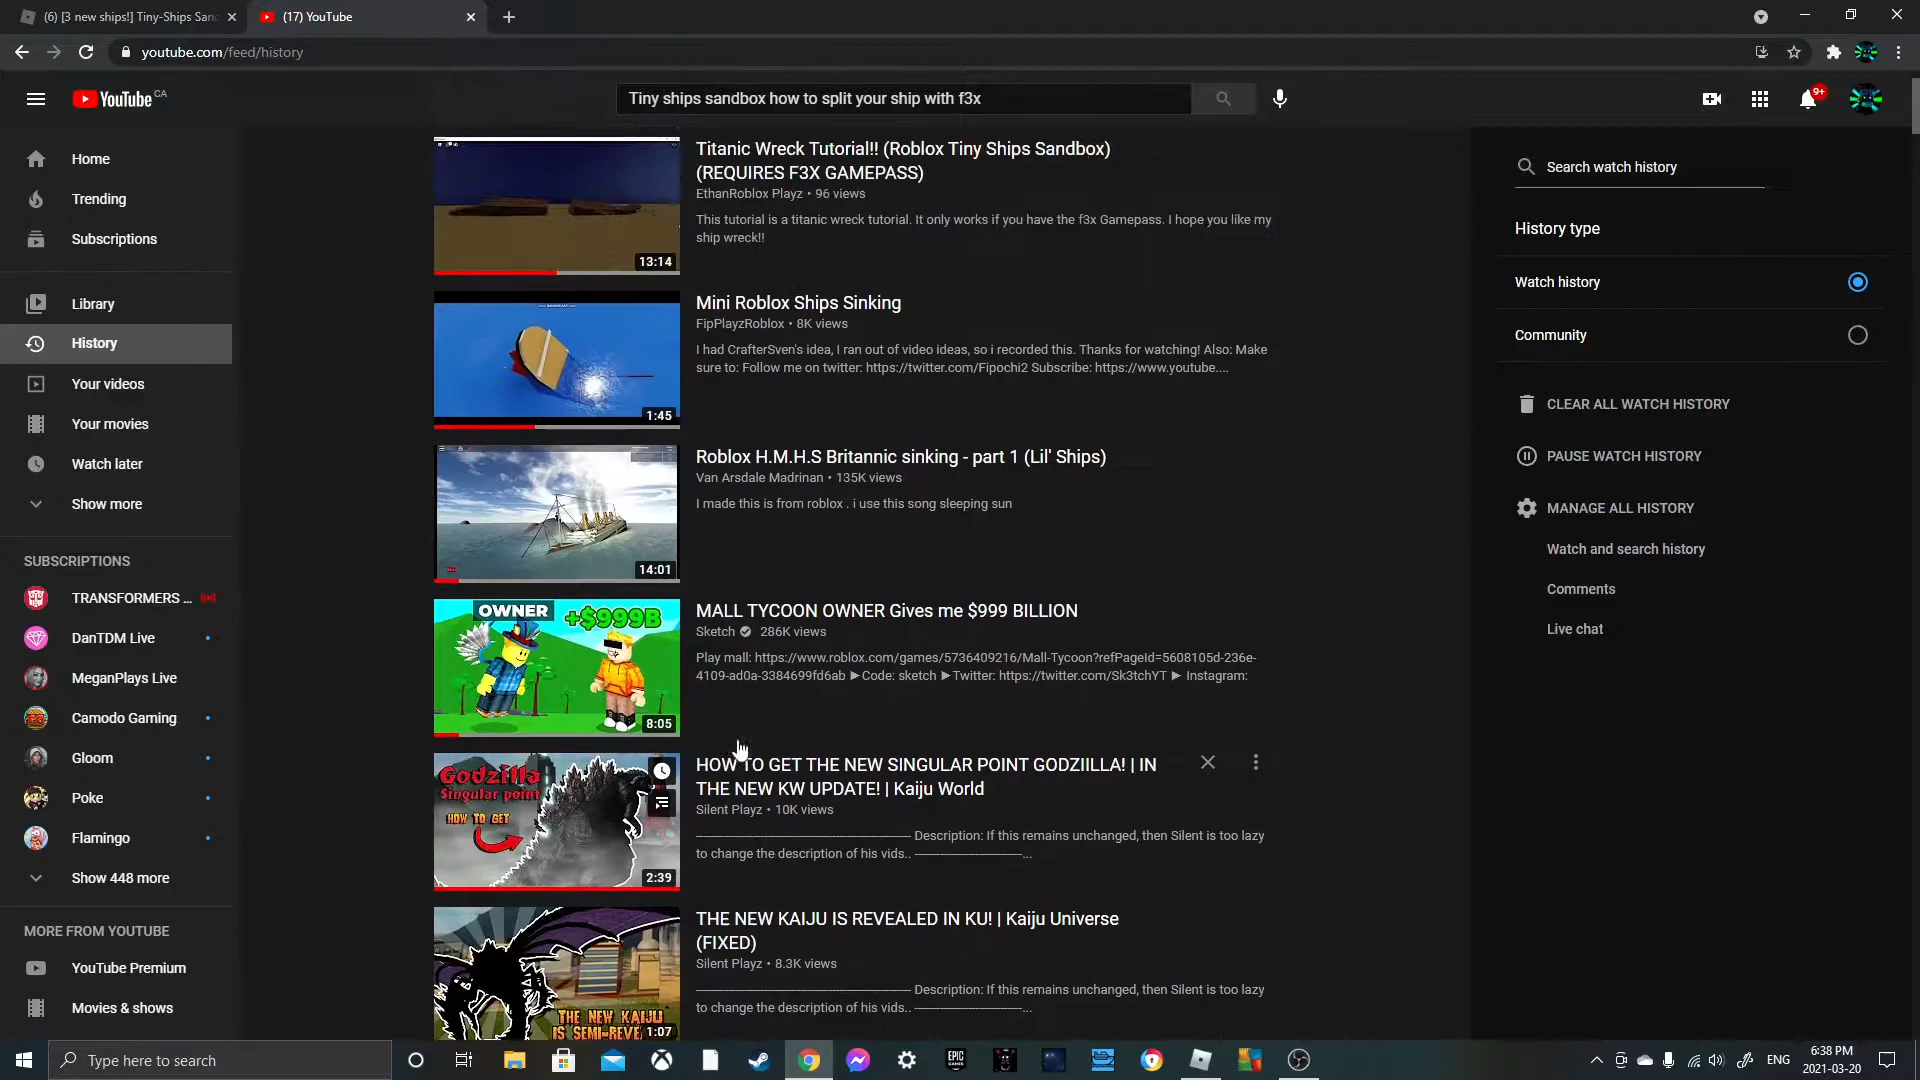 (6) [3 new ships!] Tiny-Ships San
(17) YouTube
youtube.com/feed/history
YouTube CA
Tiny ships sandbox how to split your ship with f3x
9+
Home
Trending
Subscriptions
Library
History
Your videos
Your movies
Watch later
Show more
SUBSCRIPTIONS
TRANSFORMERS ...
DanTDM Live
MeganPlays Live
Camodo Gaming
Gloom
Poke
Flamingo
Show 448 more
MORE FROM YOUTUBE
YouTube Premium
Movies & shows
13:14
Titanic Wreck Tutorial!! (Roblox Tiny Ships Sandbox)
(REQUIRES F3X GAMEPASS)
EthanRoblox Playz • 96 views
This tutorial is a titanic wreck tutorial. It only works if you have the f3x Gamepass. I hope you like my
ship wreck!!
1:45
Mini Roblox Ships Sinking
FipPlayzRoblox • 8K views
I had CrafterSven's idea, I ran out of video ideas, so i recorded this. Thanks for watching! Also: Make
sure to: Follow me on twitter: https://twitter.com/Fipochi2 Subscribe: https://www.youtube....
14:01
Roblox H.M.H.S Britannic sinking - part 1 (Lil' Ships)
Van Arsdale Madrinan • 135K views
I made this is from roblox . i use this song sleeping sun
OWNER
+$999B
8:05
MALL TYCOON OWNER Gives me $999 BILLION
Sketch 286K views
Play mall: https://www.roblox.com/games/5736409216/Mall-Tycoon?refPageId=5608105d-236e-
4109-ad0a-3384699fd6ab ►Code: sketch ►Twitter: https://twitter.com/Sk3tchYT ► Instagram:
Godzilla
Singular point
HOW TO GET
2:39
HOW TO GET THE NEW SINGULAR POINT GODZIILLA! | IN
THE NEW KW UPDATE! | Kaiju World
Silent Playz • 10K views
Description: If this remains unchanged, then Silent is too lazy
to change the description of his vids..
THE NEW KAIJU
IS SEMI-REVE
1:07
THE NEW KAIJU IS REVEALED IN KU! | Kaiju Universe
(FIXED)
Silent Playz • 8.3K views
Description: If this remains unchanged, then Silent is too lazy
to change the description of his vids..
Search watch history
History type
Watch history
Community
CLEAR ALL WATCH HISTORY
PAUSE WATCH HISTORY
MANAGE ALL HISTORY
Watch and search history
Comments
Live chat
Type here to search
EPIC GAMES
ENG
6:38 PM
2021-03-20